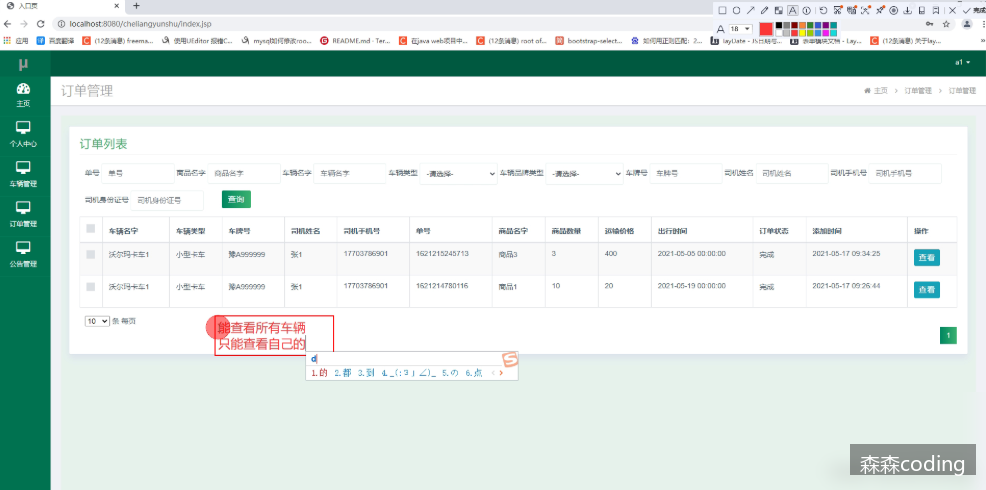 入口页
localhost:8080/cheliangyunshu/index.jsp
18
完成
应用
百度翻译
(12条消息) freema...
使用UEditor 报错C...
mysql如何修改roo...
README.md · Ter...
在java web项目中...
(12条消息) root of...
bootstrap-select...
如何用正则匹配：2...
layDate - JS日期与...
表单模块文档 - Lay...
(12条消息) 关于lay...
μ
a1
主页
个人中心
车辆管理
订单管理
公告管理
订单管理
主页 > 订单管理 > 订单管理
订单列表
单号 单号 商品名字 商品名字 车辆名字 车辆名字 车辆类型 -请选择- 车辆品牌类型 -请选择- 车牌号 车牌号 司机姓名 司机姓名 司机手机号 司机手机号
司机身份证号 司机身份证号 查询
车辆名字 车辆类型 车牌号 司机姓名 司机手机号 单号 商品名字 商品数量 运输价格 出行时间 订单状态 添加时间 操作
沃尔玛卡车1 小型卡车 豫A999999 张1 17703786901 1621215245713 商品3 3 400 2021-05-05 00:00:00 完成 2021-05-17 09:34:25 查看
沃尔玛卡车1 小型卡车 豫A999999 张1 17703786901 1621214780116 商品1 10 20 2021-05-19 00:00:00 完成 2021-05-17 09:26:44 查看
10 条 每页
1
能查看所有车辆
只能查看自己的
d
1.的 2.都 3.到 4._(:з」∠)_ 5.の 6.点
森森coding